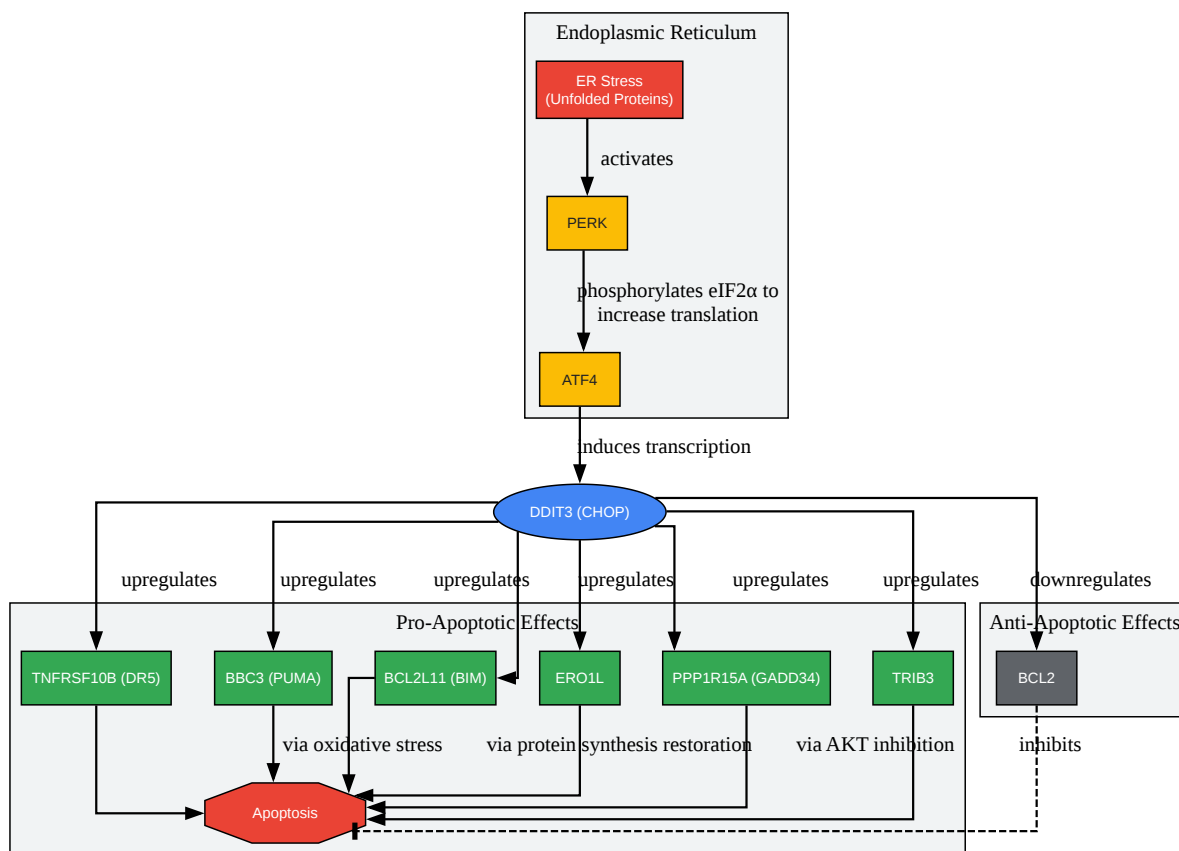 Endoplasmic Reticulum
ER Stress
(Unfolded Proteins)
activates
PERK
phosphorylates eIF2α to
increase translation
ATF4
induces transcription
DDIT3 (CHOP)
upregulates
upregulates
upregulates
upregulates
upregulates
upregulates
downregulates
Pro-Apoptotic Effects
Anti-Apoptotic Effects
TNFRSF10B (DR5)
BBC3 (PUMA)
BCL2L11 (BIM)
ERO1L
PPP1R15A (GADD34)
TRIB3
BCL2
via oxidative stress
via protein synthesis restoration
via AKT inhibition
inhibits
Apoptosis